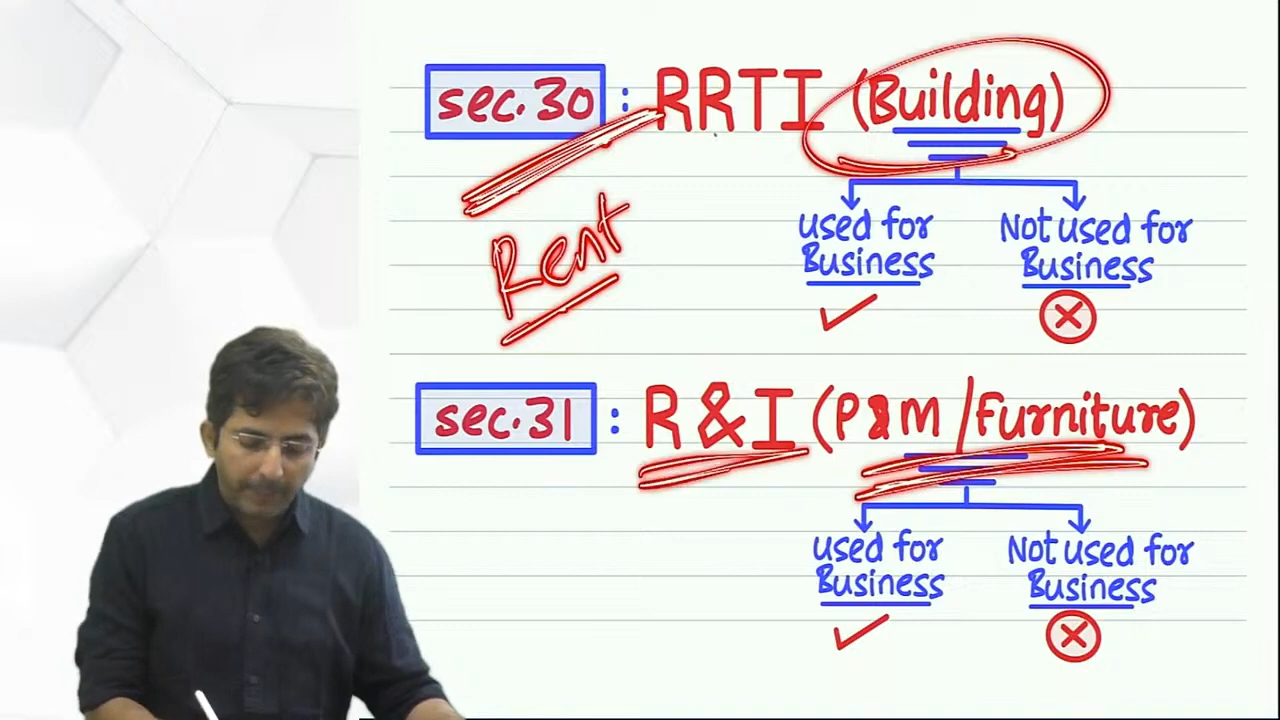 sec.30 : RRTI (Building)
Rent
used for Business
Not used for Business
sec.31 : R&I (P&M/Furniture)
used for Business
Not used for Business